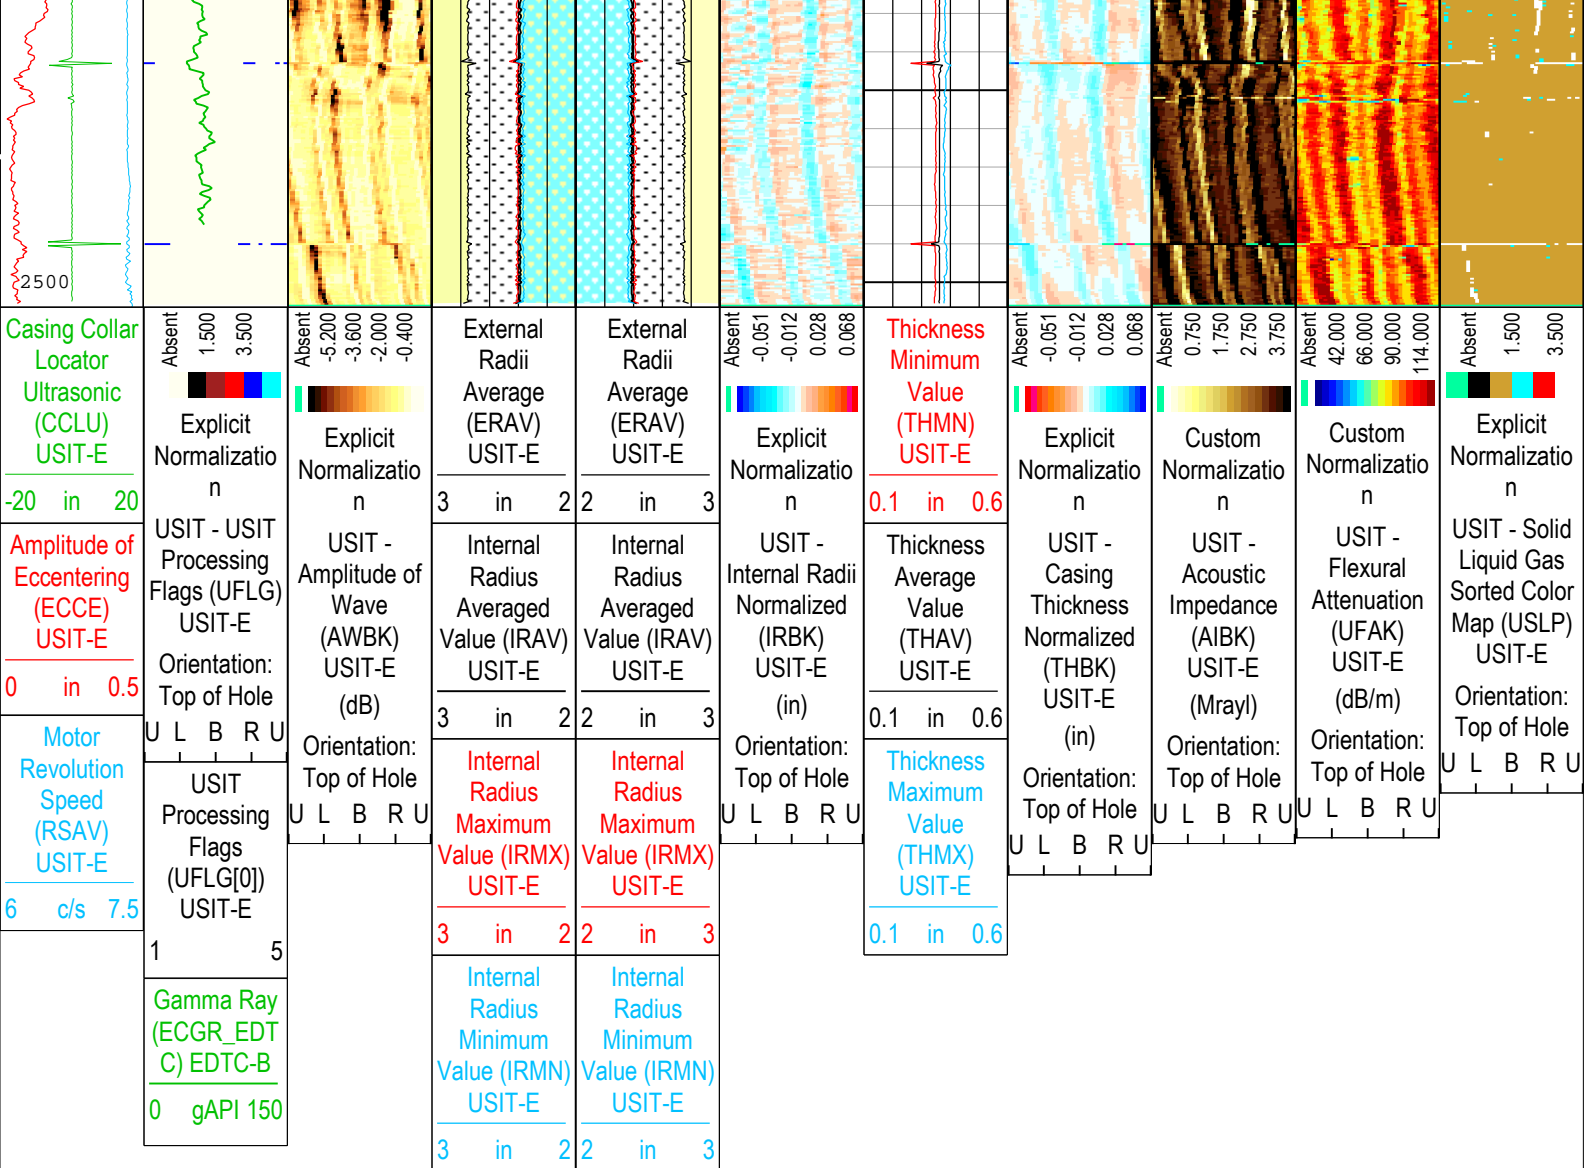 2500
Casing Collar
Locator
Ultrasonic
(CCLU)
USIT-E
-20 in 20
Amplitude of
Eccentering
(ECCE)
USIT-E
0 in 0.5
Motor
Revolution
Speed
(RSAV)
USIT-E
6 c/s 7.5
Absent
1.500
3.500
Explicit
Normalizatio
n
USIT - USIT
Processing
Flags (UFLG)
USIT-E
Orientation:
Top of Hole
U L B R U
USIT
Processing
Flags
(UFLG[0])
USIT-E
1 5
Gamma Ray
(ECGR_EDT
C) EDTC-B
0 gAPI 150
Absent
-5.200
-3.600
-2.000
-0.400
Explicit
Normalizatio
n
USIT -
Amplitude of
Wave
(AWBK)
USIT-E
(dB)
Orientation:
Top of Hole
U L B R U
External
Radii
Average
(ERAV)
USIT-E
3 in 2
Internal
Radius
Averaged
Value (IRAV)
USIT-E
3 in 2
Internal
Radius
Maximum
Value (IRMX)
USIT-E
3 in 2
Internal
Radius
Minimum
Value (IRMN)
USIT-E
3 in 2
External
Radii
Average
(ERAV)
USIT-E
2 in 3
Internal
Radius
Averaged
Value (IRAV)
USIT-E
2 in 3
Internal
Radius
Maximum
Value (IRMX)
USIT-E
2 in 3
Internal
Radius
Minimum
Value (IRMN)
USIT-E
2 in 3
Absent
-0.051
-0.012
0.028
0.068
Explicit
Normalizatio
n
USIT -
Internal Radii
Normalized
(IRBK)
USIT-E
(in)
Orientation:
Top of Hole
U L B R U
Thickness
Minimum
Value
(THMN)
USIT-E
0.1 in 0.6
Thickness
Average
Value
(THAV)
USIT-E
0.1 in 0.6
Thickness
Maximum
Value
(THMX)
USIT-E
0.1 in 0.6
Absent
-0.051
-0.012
0.028
0.068
Explicit
Normalizatio
n
USIT -
Casing
Thickness
Normalized
(THBK)
USIT-E
(in)
Orientation:
Top of Hole
U L B R U
Absent
0.750
1.750
2.750
3.750
Custom
Normalizatio
n
USIT -
Acoustic
Impedance
(AIBK)
USIT-E
(Mrayl)
Orientation:
Top of Hole
U L B R U
Absent
42.000
66.000
90.000
114.000
Custom
Normalizatio
n
USIT -
Flexural
Attenuation
(UFAK)
USIT-E
(dB/m)
Orientation:
Top of Hole
U L B R U
Absent
1.500
3.500
Explicit
Normalizatio
n
USIT - Solid
Liquid Gas
Sorted Color
Map (USLP)
USIT-E
Orientation:
Top of Hole
U L B R U